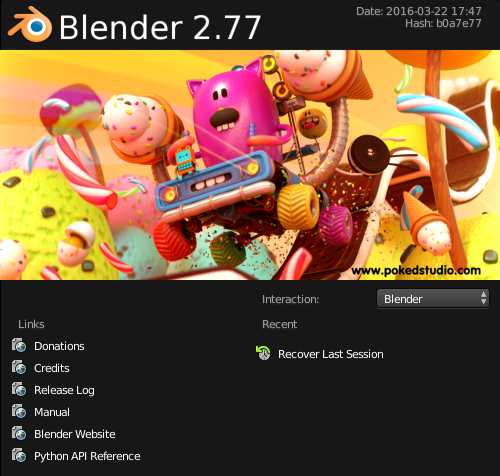 Blender 2.77
Date: 2016-03-22 17:47
Hash: b0a7e77
www.pokedstudio.com
Interaction: Blender
Links
Donations
Credits
Release Log
Manual
Blender Website
Python API Reference
Recent
Recover Last Session